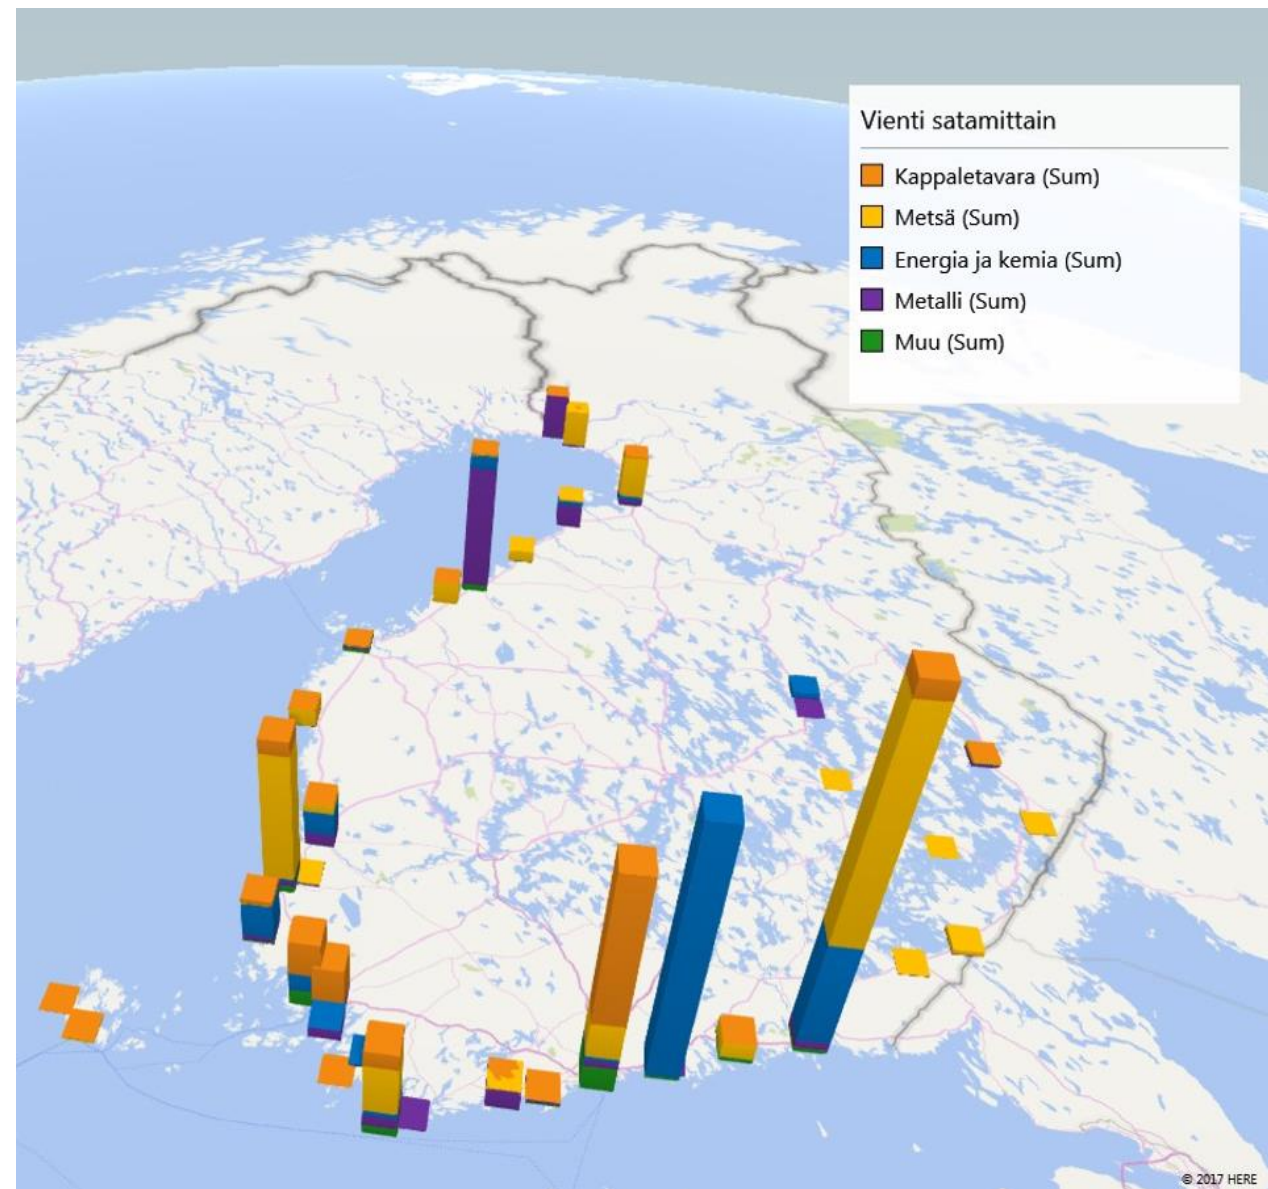 Vienti satamittain
Kappaletavara (Sum)
Metsä (Sum)
Energia ja kemia (Sum)
Metalli (Sum)
Muu (Sum)
© 2017 HERE